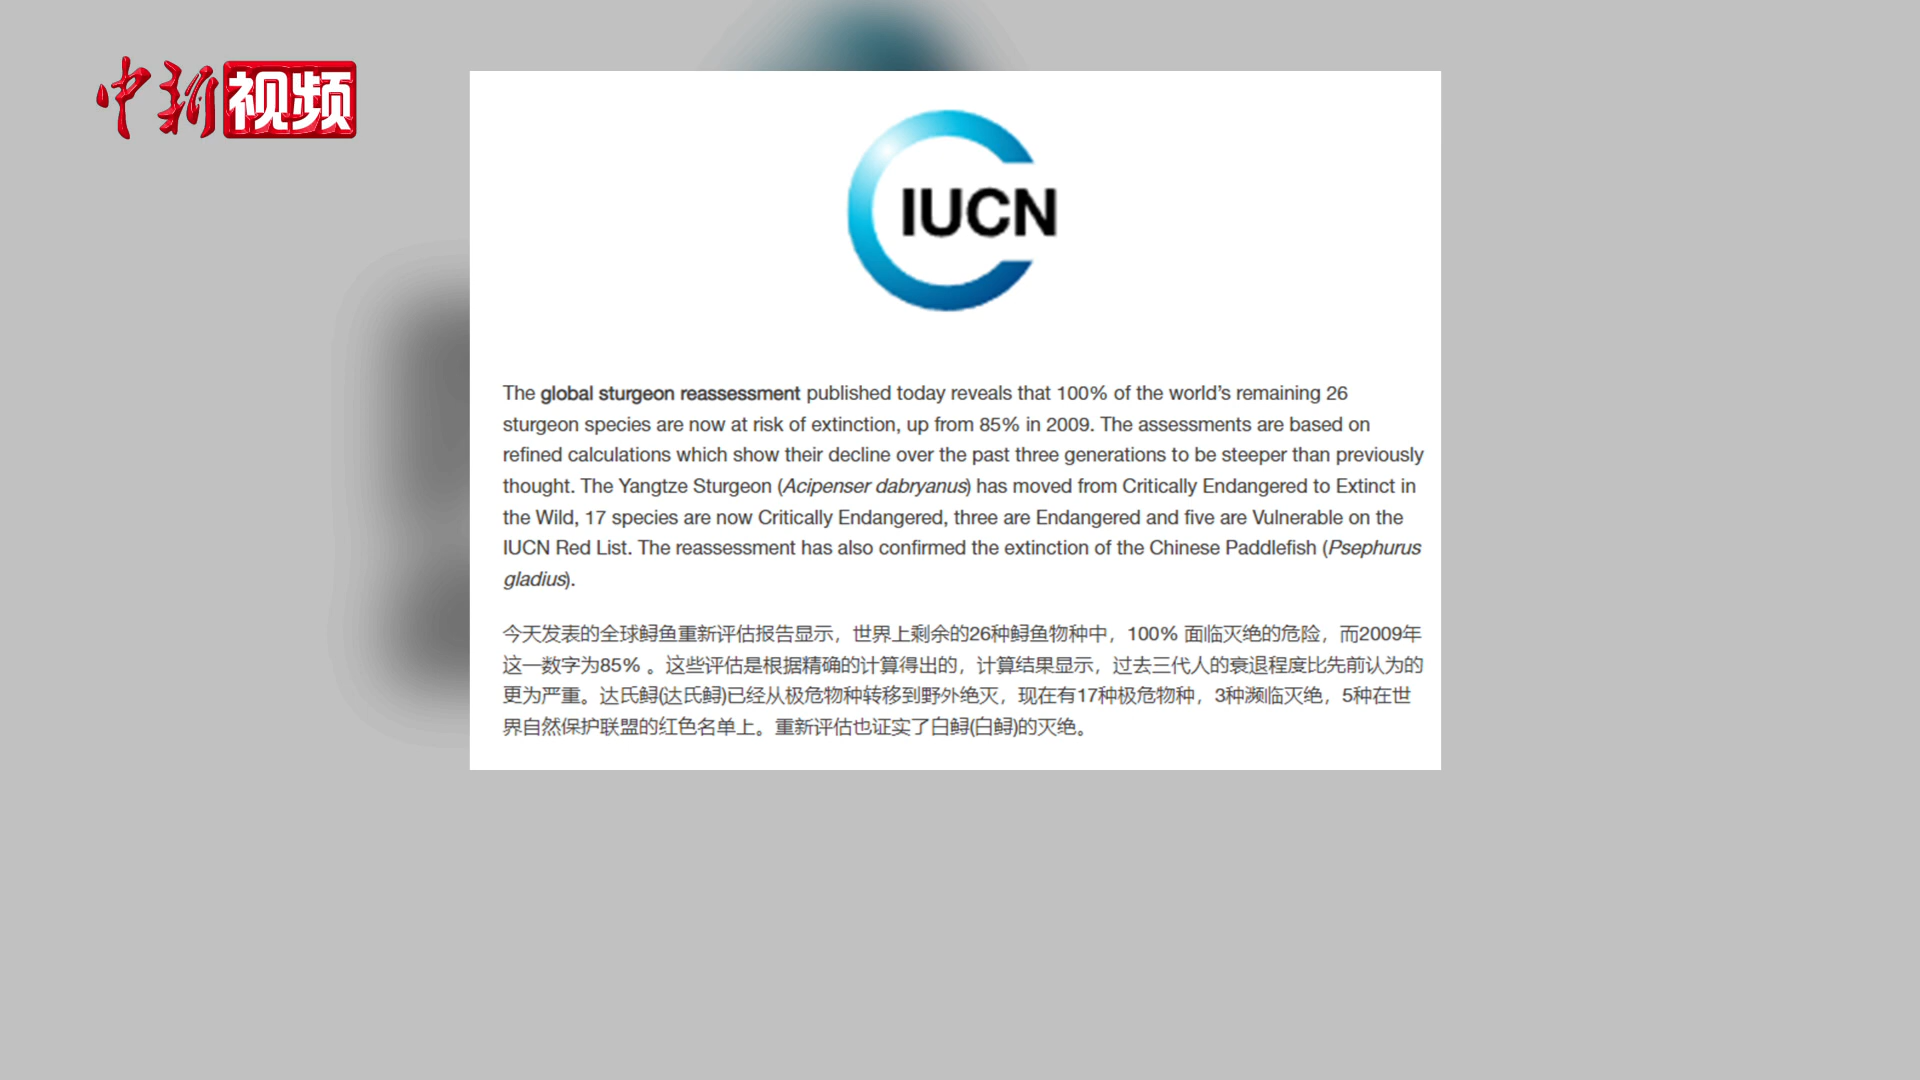 中新视频
IUCN
The global sturgeon reassessment published today reveals that 100% of the world’s remaining 26
sturgeon species are now at risk of extinction, up from 85% in 2009. The assessments are based on
refined calculations which show their decline over the past three generations to be steeper than previously
thought. The Yangtze Sturgeon (Acipenser dabryanus) has moved from Critically Endangered to Extinct in
the Wild, 17 species are now Critically Endangered, three are Endangered and five are Vulnerable on the
IUCN Red List. The reassessment has also confirmed the extinction of the Chinese Paddlefish (Psephurus
gladius).
今天发表的全球鲟鱼重新评估报告显示，世界上剩余的26种鲟鱼物种中，100% 面临灭绝的危险，而2009年
这一数字为85% 。这些评估是根据精确的计算得出的，计算结果显示，过去三代人的衰退程度比先前认为的
更为严重。达氏鲟(达氏鲟)已经从极危物种转移到野外绝灭，现在有17种极危物种，3种濒临灭绝，5种在世
界自然保护联盟的红色名单上。重新评估也证实了白鲟(白鲟)的灭绝。